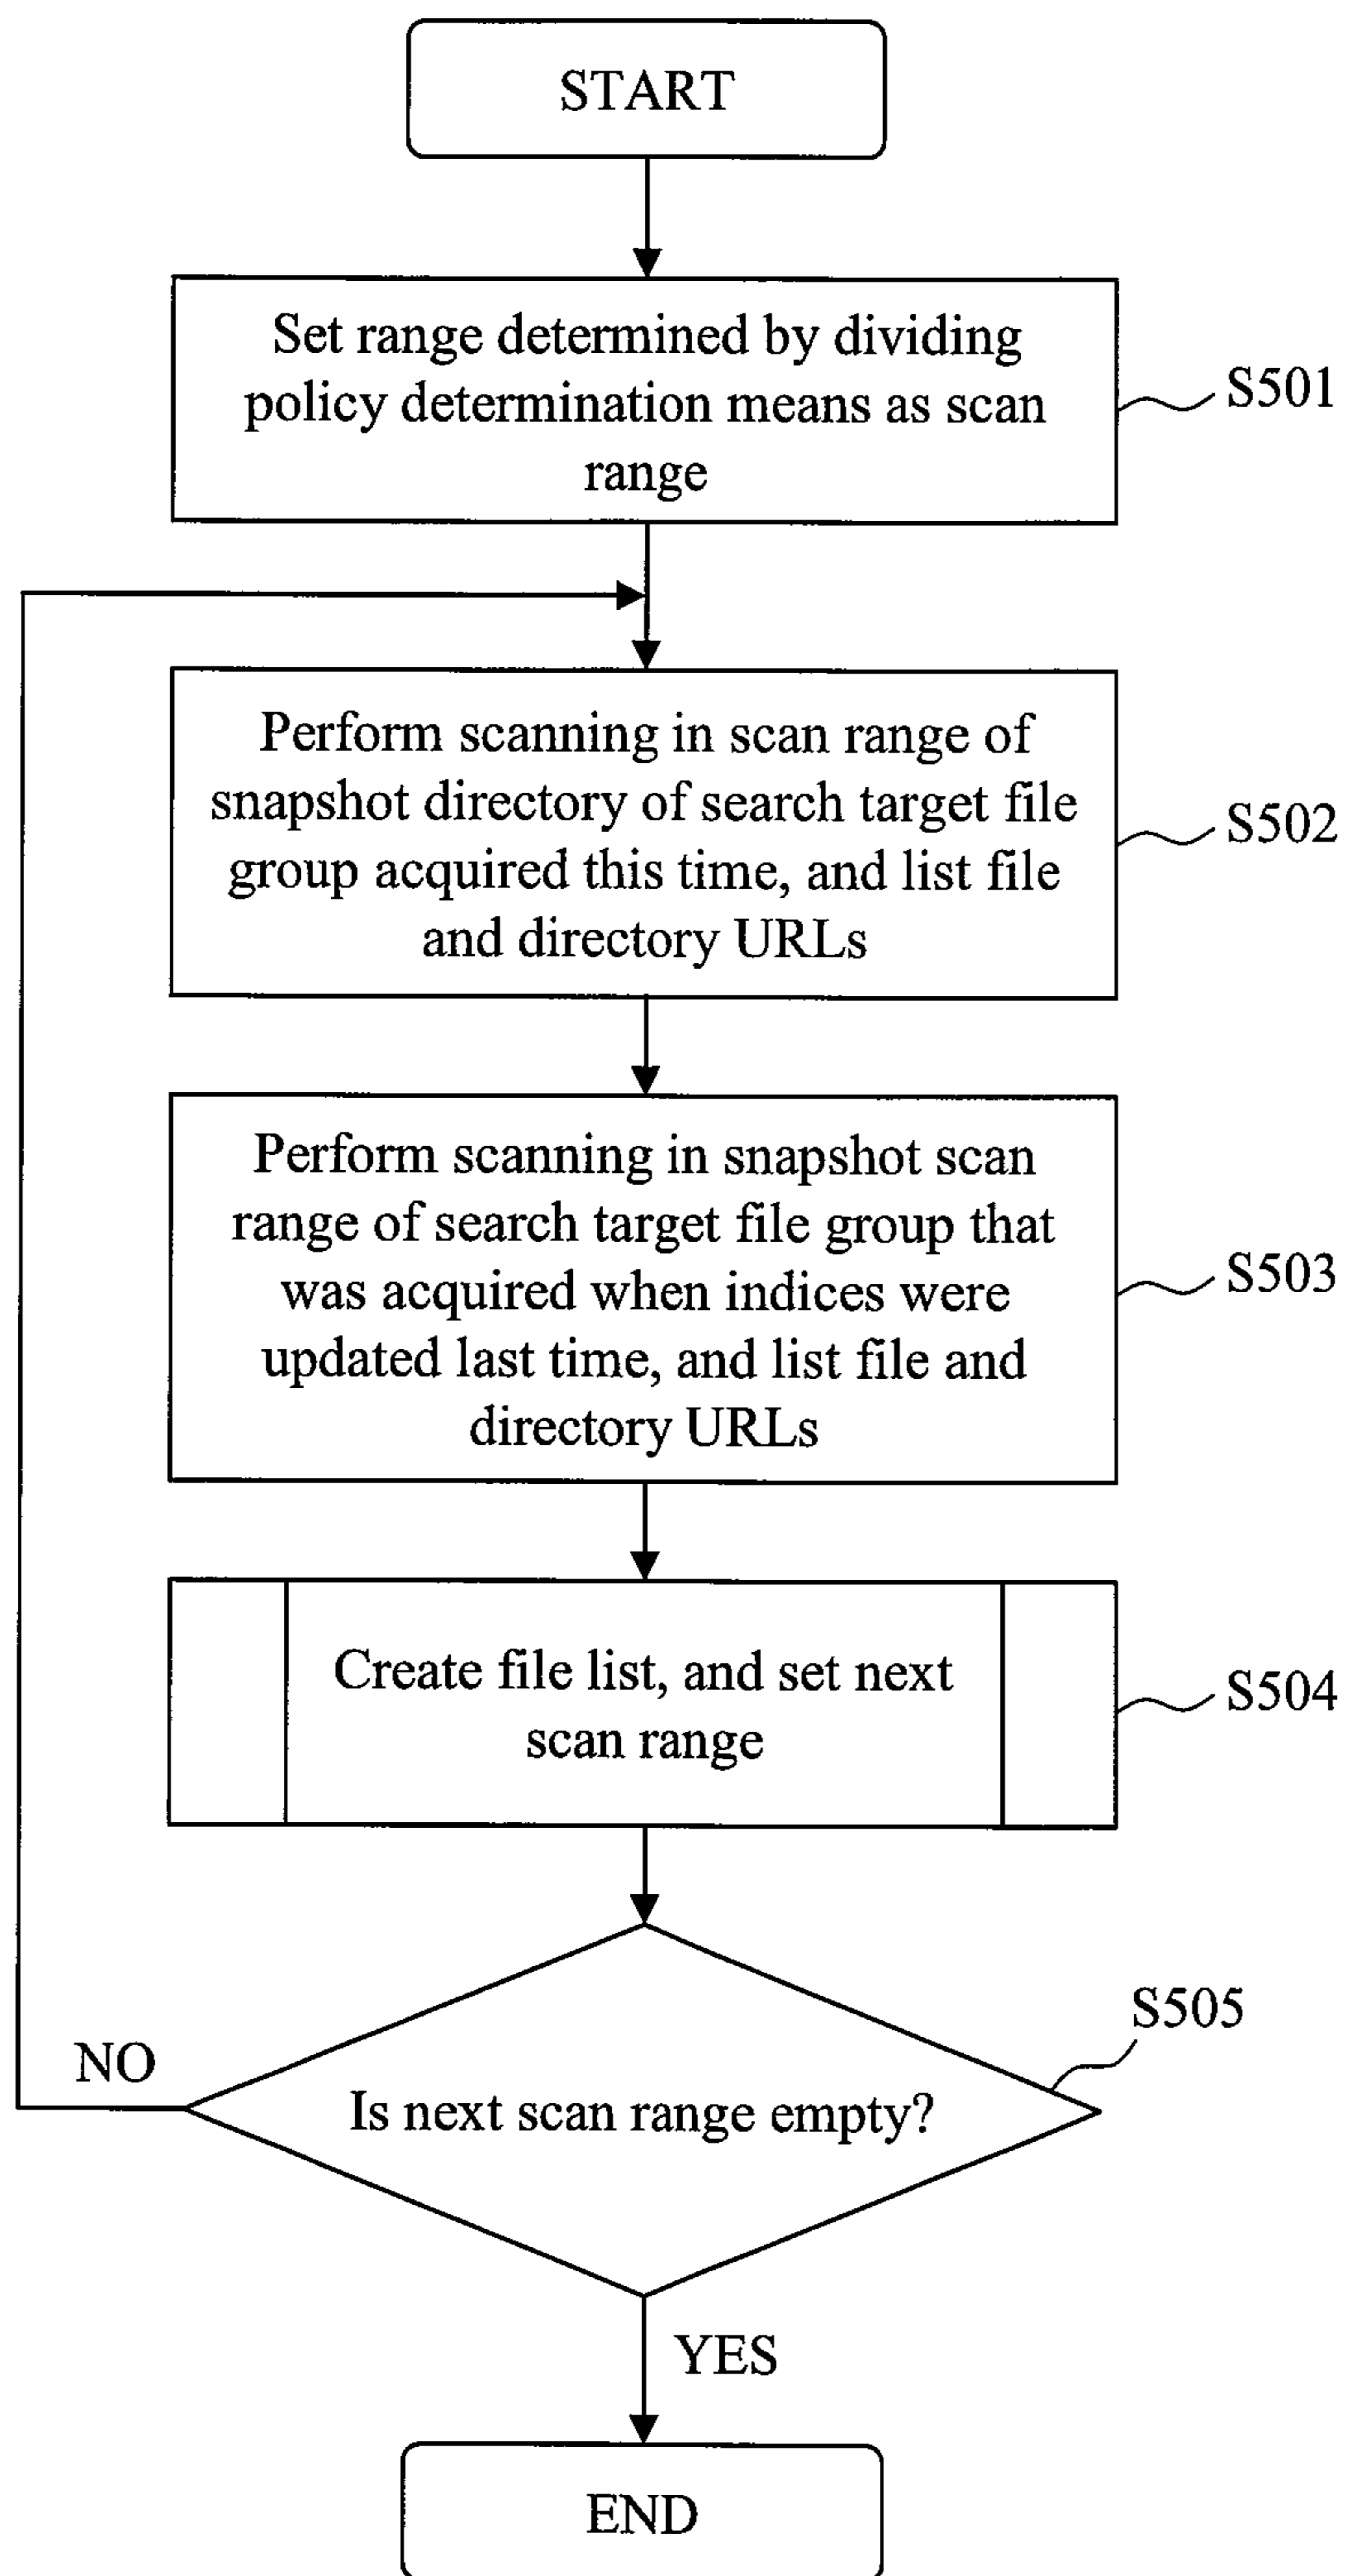 START
Set range determined by dividing
policy determination means as scan
range
S501
Perform scanning in scan range of
snapshot directory of search target file
group acquired this time, and list file
and directory URLs
S502
Perform scanning in snapshot scan
range of search target file group that
was acquired when indices were
updated last time, and list file and
directory URLs
S503
Create file list, and set next
scan range
S504
S505
NO
Is next scan range empty?
YES
END